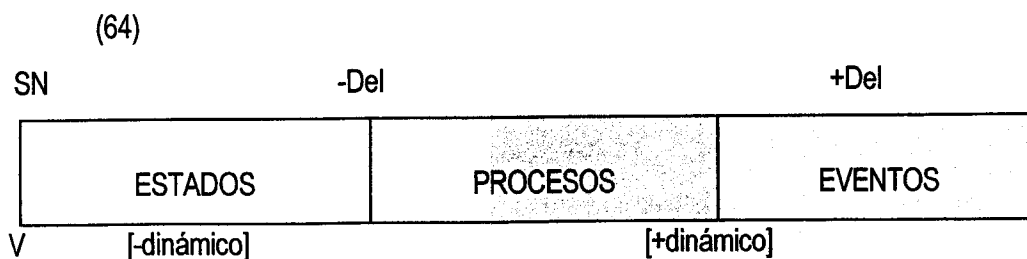 (64)
SN -Del +Del
ESTADOS PROCESOS EVENTOS
V [-dinámico] [+dinámico]